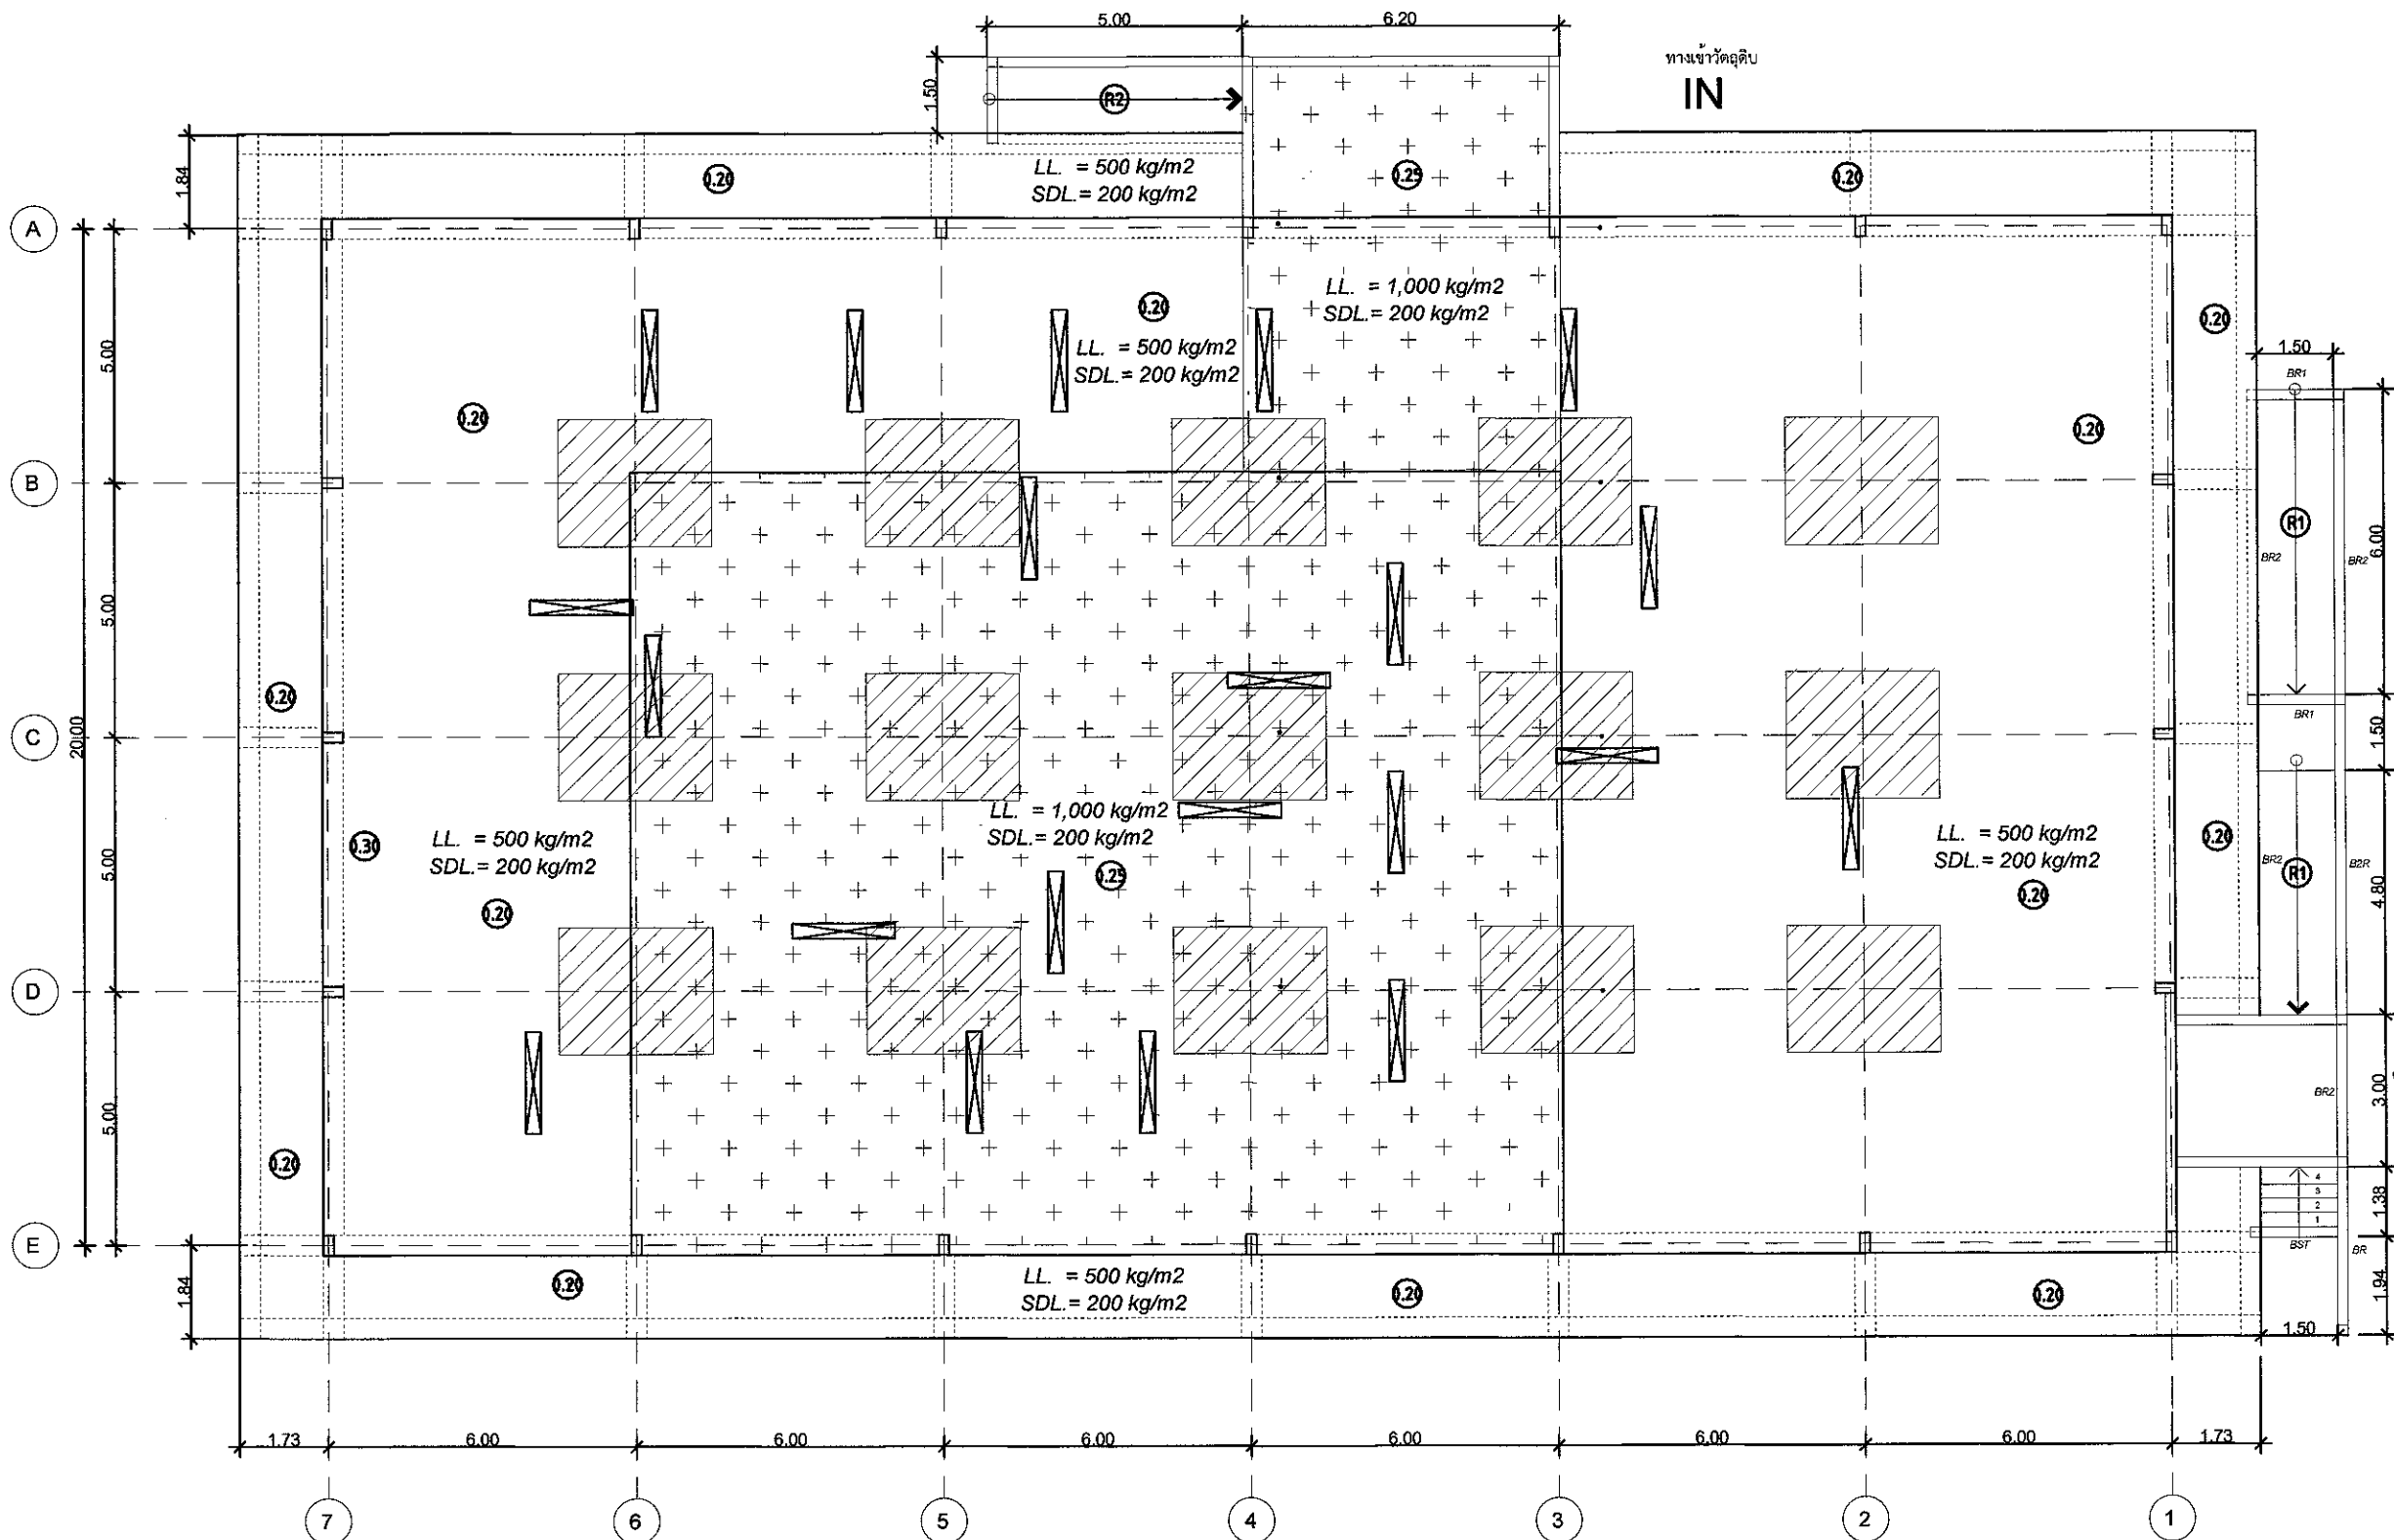 5.00
6.20
ทางเข้าวัตถุดิบ
IN
1.50
R2
1.84
LL. = 500 kg/m2
SDL.= 200 kg/m2
0.20
0.25
0.20
A
LL. = 1,000 kg/m2
SDL.= 200 kg/m2
0.20
LL. = 500 kg/m2
SDL.= 200 kg/m2
0.20
1.50
BR1
5.00
0.20
0.20
B
R1
6.00
BR2
BR2
5.00
0.20
BR1
C
20.00
1.50
LL. = 1,000 kg/m2
SDL.= 200 kg/m2
LL. = 500 kg/m2
SDL.= 200 kg/m2
0.30
LL. = 500 kg/m2
SDL.= 200 kg/m2
0.20
5.00
BR2
R1
B2R
4.80
0.25
0.20
0.20
D
5.00
BR2
3.00
0.20
4
3
2
1
1.38
E
BST
BR
0.20
LL. = 500 kg/m2
SDL.= 200 kg/m2
0.20
0.20
1.84
1.94
1.50
1.73
6.00
6.00
6.00
6.00
6.00
6.00
1.73
7
6
5
4
3
2
1